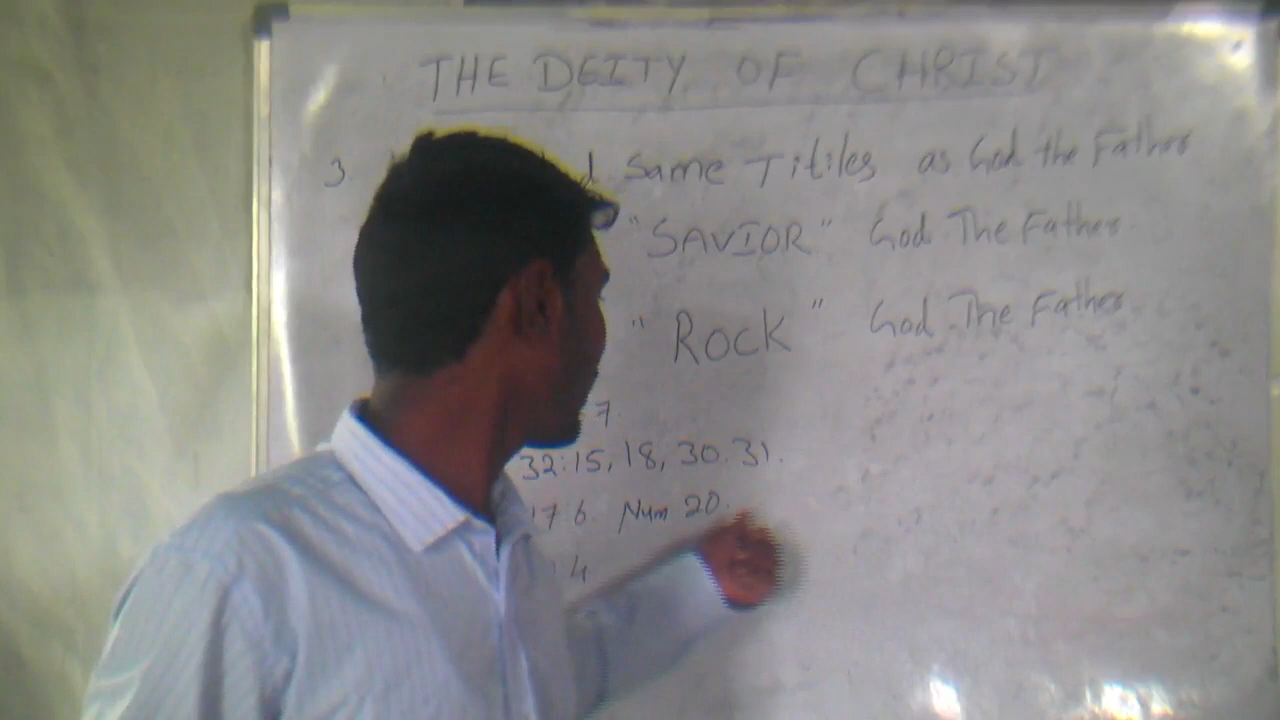 THE DEITY OF CHRIST
3. Same Titiles as God the Father
"SAVIOR" God The Father
"ROCK" God The Father
7.
32:15, 18, 30. 31.
17 6. Num 20.
4